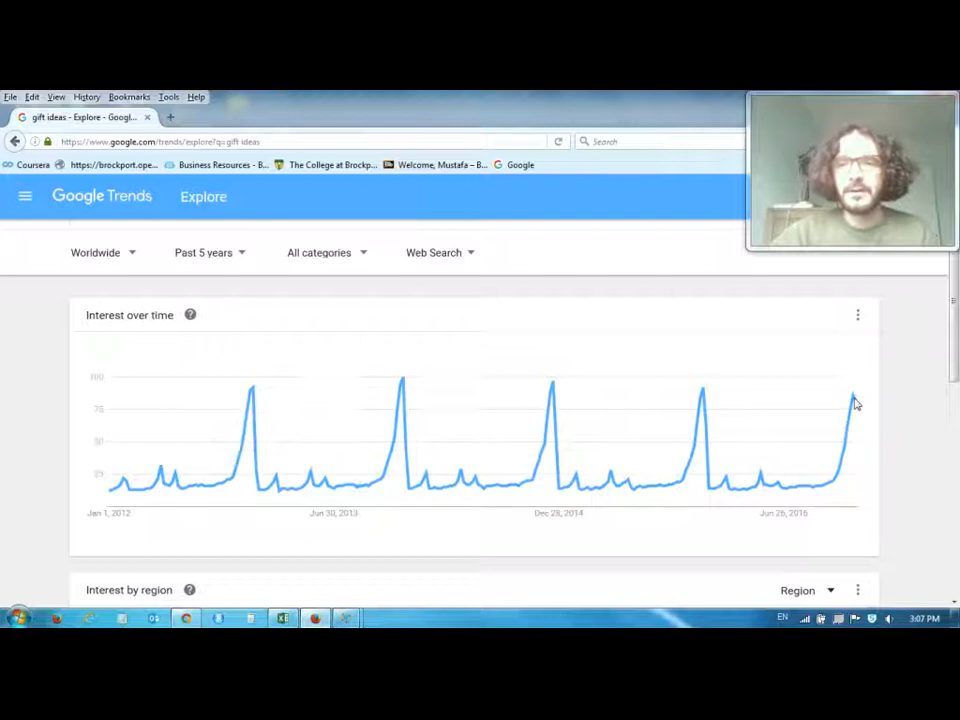 File Edit View History Bookmarks Tools Help
gift ideas - Explore - Googl...
https://www.google.com/trends/explore?q=gift ideas
Search
Coursera https://brockport.ope... Business Resources - B... The College at Brockp... Welcome, Mustafa – B... Google
Google Trends Explore
Worldwide Past 5 years All categories Web Search
Interest over time
100
75
50
25
Jan 1, 2012 Jun 30, 2013 Dec 28, 2014 Jun 26, 2016
Interest by region Region
EN 3:07 PM